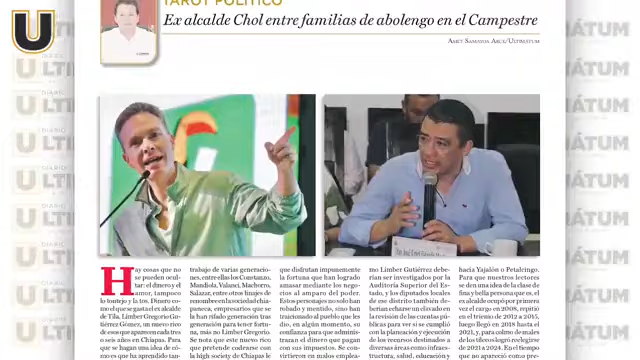 TAROT POLÍTICO
Ex alcalde Chol entre familias de abolengo en el Campestre
U
ULTIMÁTUM
DIARIO
Hay cosas que no
se pueden ocul-
tar: el dinero y el
amor, tampoco
lo tontejo y la tos. Dinero co-
mo el que se gasta el ex alcalde
de Tila, Limber Gregorio Gu-
tiérrez Gómez, un nuevo rico
de esos que aparecen cada tres
o seis años en Chiapas. Para
que se hagan una idea de có-
mo es que ha aprendido tan-
trabajo de varias generacio-
nes, entre ellas los Constanzo,
Mandiola, Valanci, Machorro,
Salazar, entre otros linajes de
renombre en la sociedad chia-
paneca, empresarios que se
la han rifado generación tras
generación para tener fortu-
na, más no Limber Gregorio.
Se nota que este nuevo rico
que pretende codearse con
la high society de Chiapas le
que disfrutan impunemente
la fortuna que han logrado
amasar mediante los nego-
cios al amparo del poder.
Estos personajes no solo han
robado y mentido, sino han
traicionado al pueblo que les
dio, en algún momento, su
confianza para que adminis-
traran el dinero que pagan
con sus impuestos. Se con-
virtieron en malos emplea-
mo Limber Gutiérrez debe-
rían ser investigados por la
Auditoría Superior del Es-
tado, y los diputados locales
de ese distrito también de-
berían echarse un clavado en
la revisión de las cuentas pú-
blicas para ver si se cumplió
con la planeación y ejecución
de los recursos destinados a
diversas áreas como infraes-
tructura, salud, educación y
hacia Yajalón o Petalcingo.
Para que nuestros lectores
se den una idea de la clase de
fina y bella persona que es, el
ex alcalde ocupó por primera
vez el cargo en 2008, repitió
en el trienio de 2012 a 2015,
luego llegó en 2018 hasta el
2021, y para colmo de males
de los tilecos logró reelegirse
de 2021 a 2024. En el tiempo
que no apareció como pre-